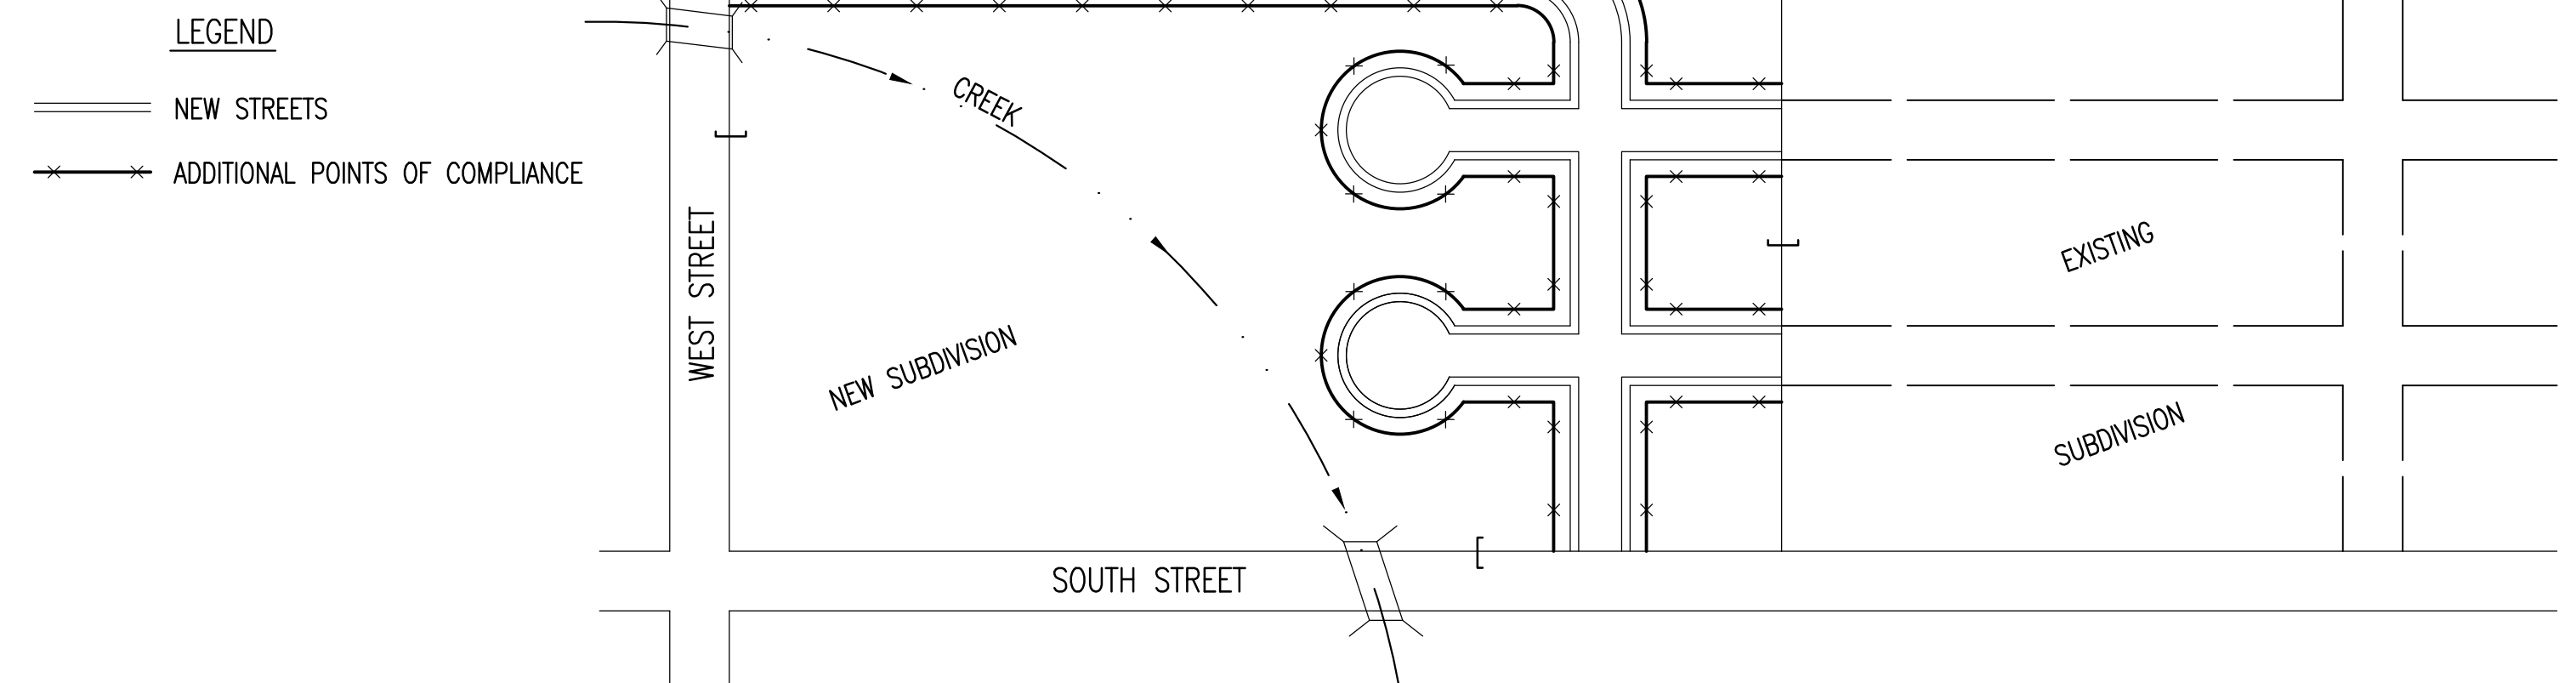 LEGEND
NEW STREETS
ADDITIONAL POINTS OF COMPLIANCE
CREEK
WEST STREET
NEW SUBDIVISION
EXISTING
SUBDIVISION
SOUTH STREET